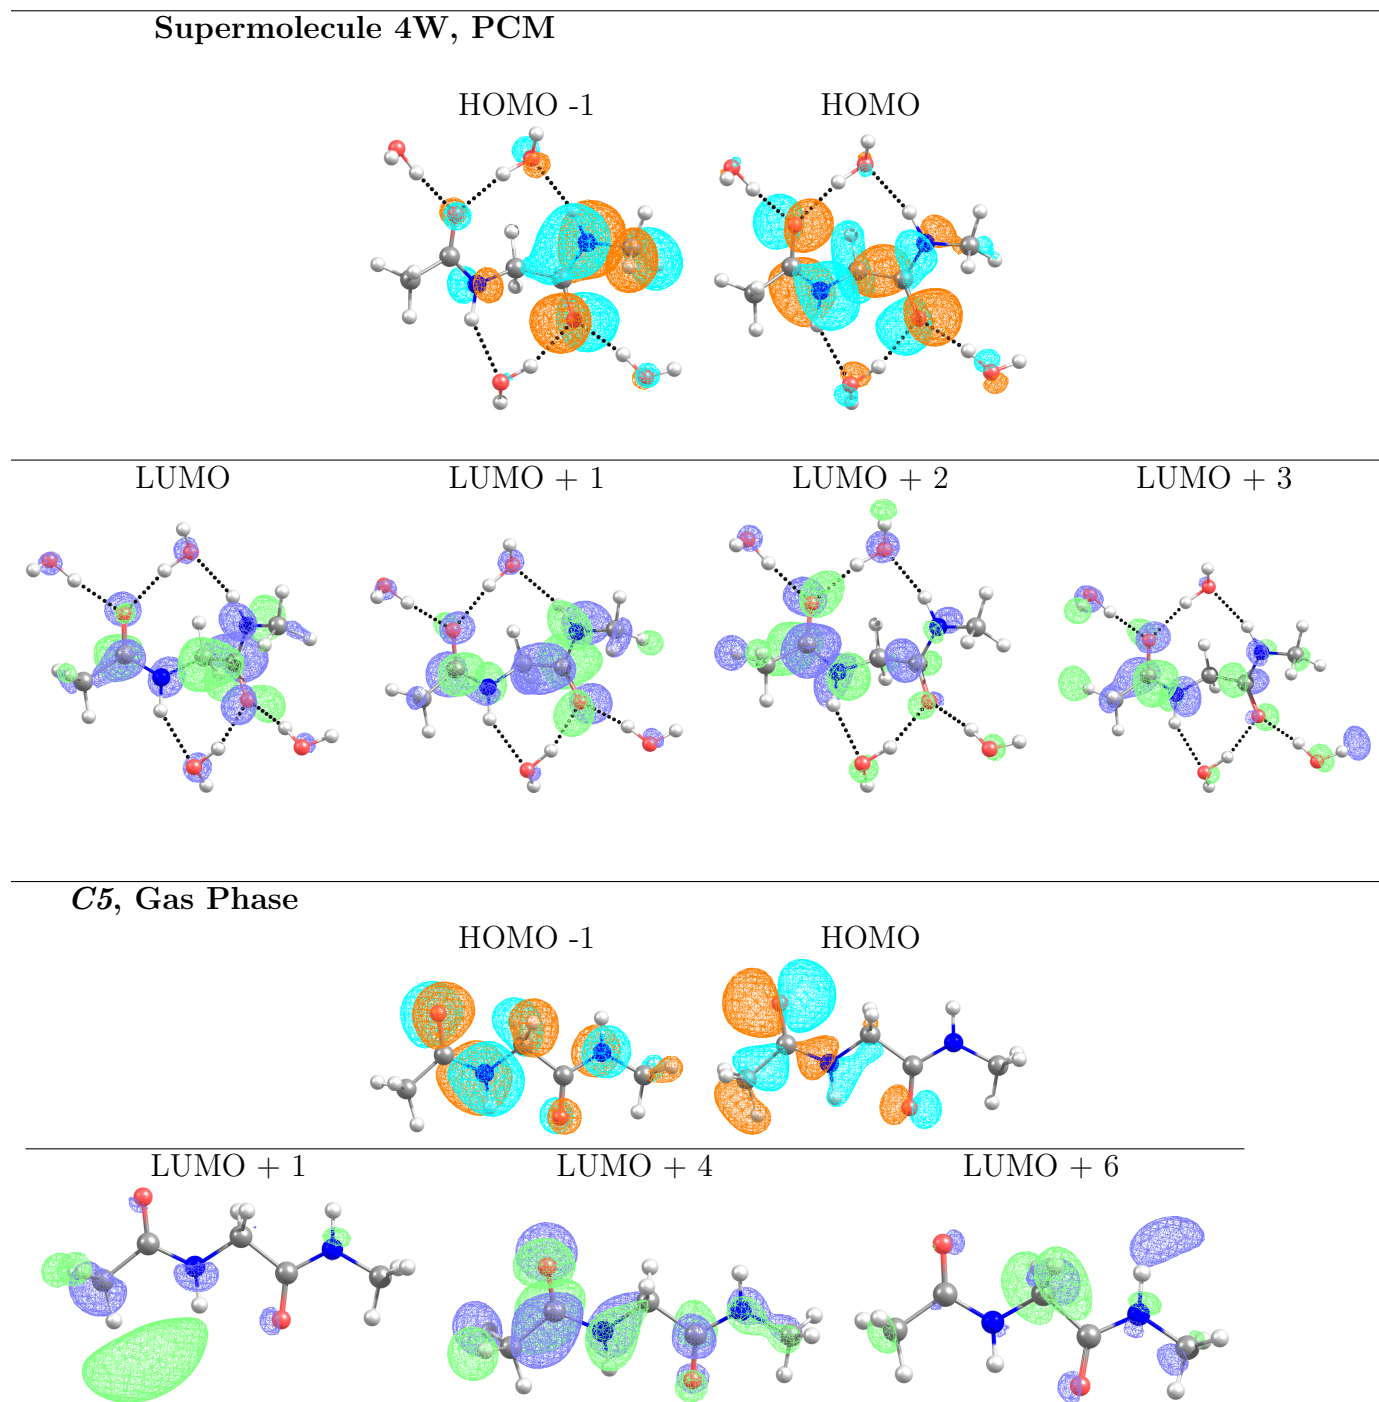 Supermolecule 4W, PCM
HOMO -1 HOMO
LUMO LUMO + 1 LUMO + 2 LUMO + 3
C5, Gas Phase
HOMO -1 HOMO
LUMO + 1 LUMO + 4 LUMO + 6